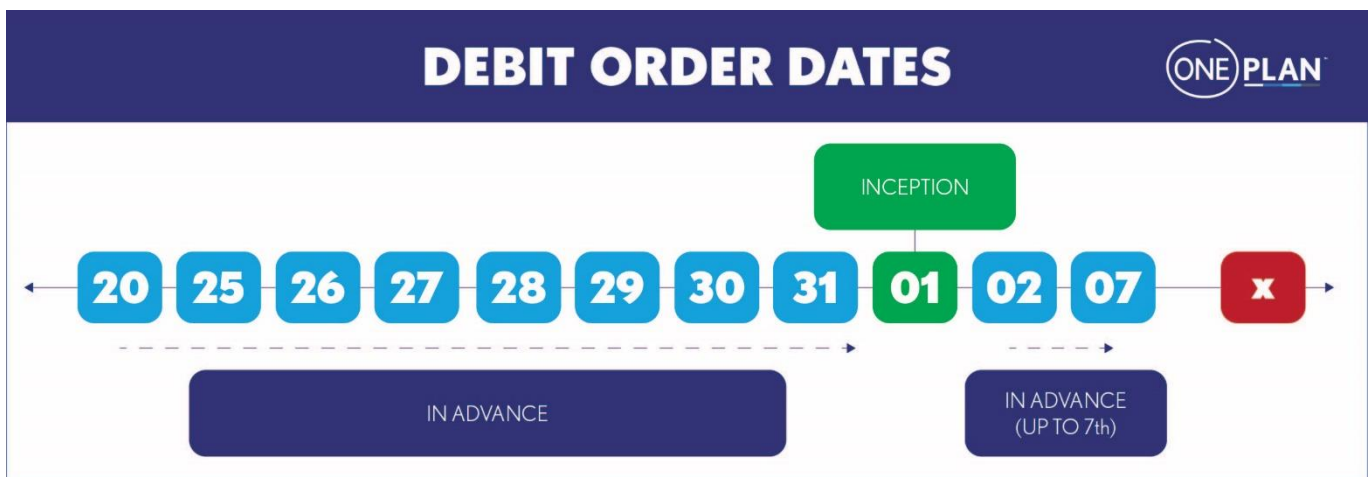 DEBIT ORDER DATES
ONE PLAN
INCEPTION
20 25 26 27 28 29 30 31 01 02 07 X
IN ADVANCE
IN ADVANCE
(UP TO 7th)